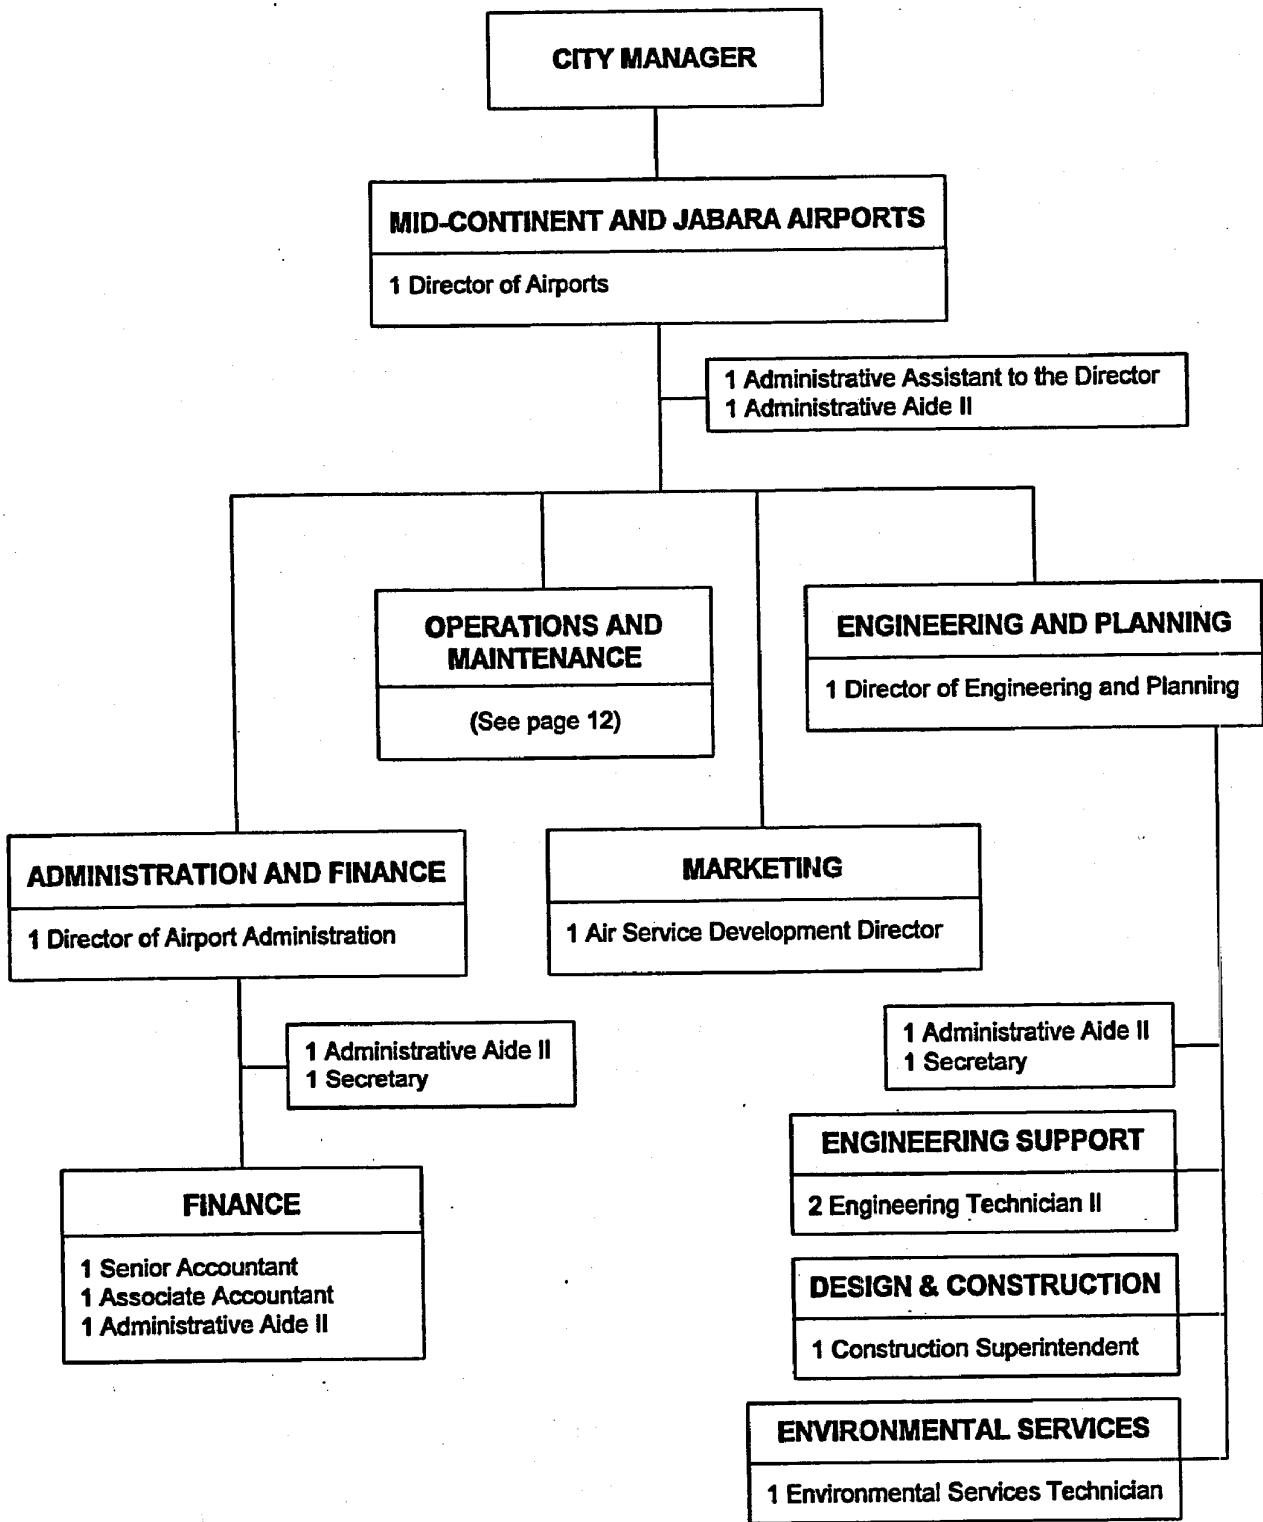 CITY MANAGER
MID-CONTINENT AND JABARA AIRPORTS
1 Director of Airports
1 Administrative Assistant to the Director
1 Administrative Aide II
OPERATIONS AND
MAINTENANCE
(See page 12)
ENGINEERING AND PLANNING
1 Director of Engineering and Planning
ADMINISTRATION AND FINANCE
1 Director of Airport Administration
MARKETING
1 Air Service Development Director
1 Administrative Aide II
1 Secretary
1 Administrative Aide II
1 Secretary
FINANCE
1 Senior Accountant
1 Associate Accountant
1 Administrative Aide II
ENGINEERING SUPPORT
2 Engineering Technician II
DESIGN & CONSTRUCTION
1 Construction Superintendent
ENVIRONMENTAL SERVICES
1 Environmental Services Technician